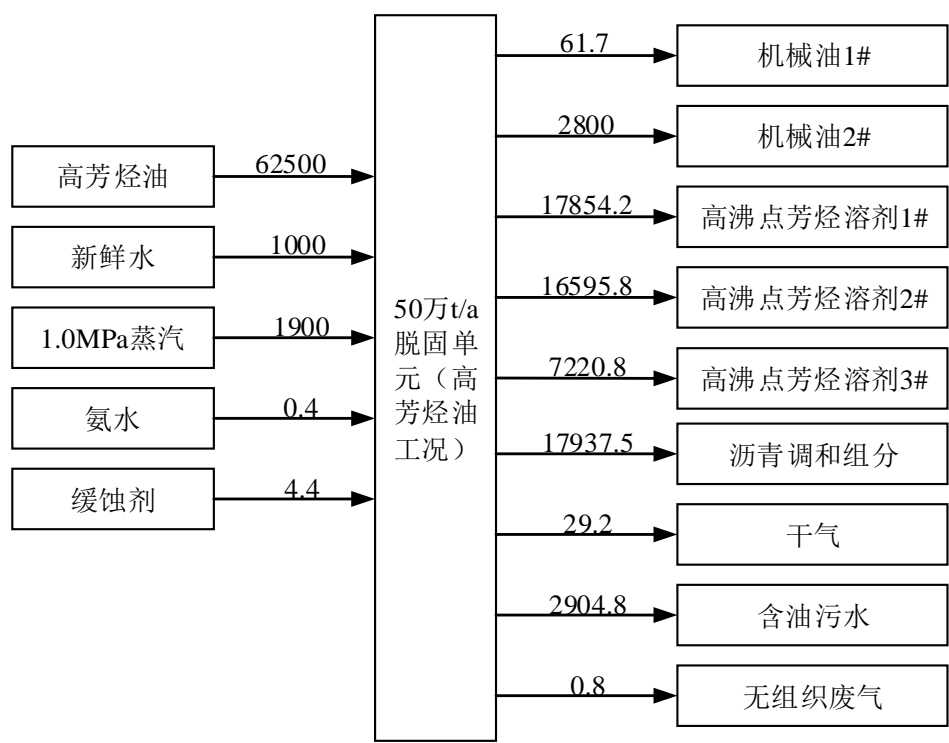 高芳烃油
62500
新鲜水
1000
1.0MPa蒸汽
1900
氨水
0.4
缓蚀剂
4.4
50万t/a
脱固单
元（高
芳烃油
工况）
61.7
机械油1#
2800
机械油2#
17854.2
高沸点芳烃溶剂1#
16595.8
高沸点芳烃溶剂2#
7220.8
高沸点芳烃溶剂3#
17937.5
沥青调和组分
29.2
干气
2904.8
含油污水
0.8
无组织废气